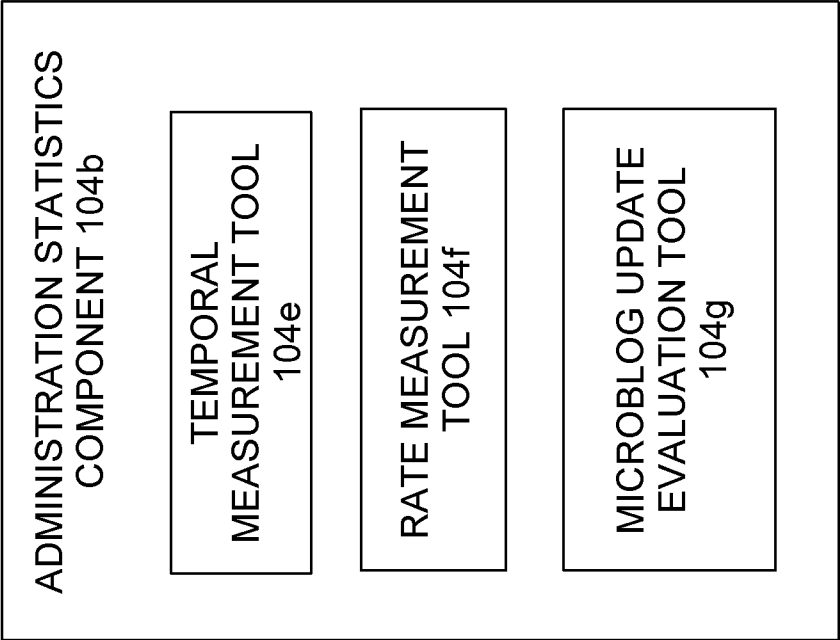 ADMINISTRATION STATISTICS
COMPONENT 104b
TEMPORAL
MEASUREMENT TOOL
104e
RATE MEASUREMENT
TOOL 104f
MICROBLOG UPDATE
EVALUATION TOOL
104g